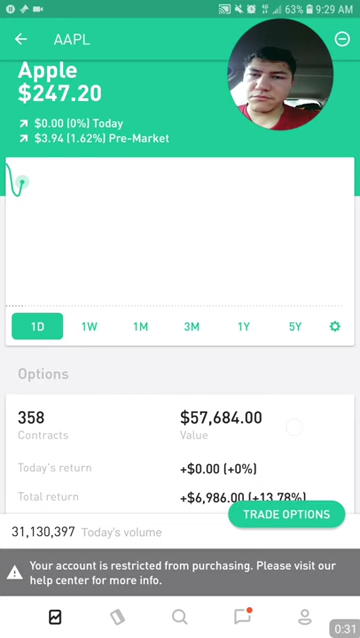 63% 9:29 AM
AAPL
Apple
$247.20
$0.00 (0%) Today
$3.94 (1.62%) Pre-Market
1D 1W 1M 3M 1Y 5Y
Options
358 $57,684.00
Contracts Value
Today's return +$0.00 (+0%)
Total return +$6,986.00 (+13.78%)
TRADE OPTIONS
31,130,397 Today's volume
Your account is restricted from purchasing. Please visit our
help center for more info.
0:31